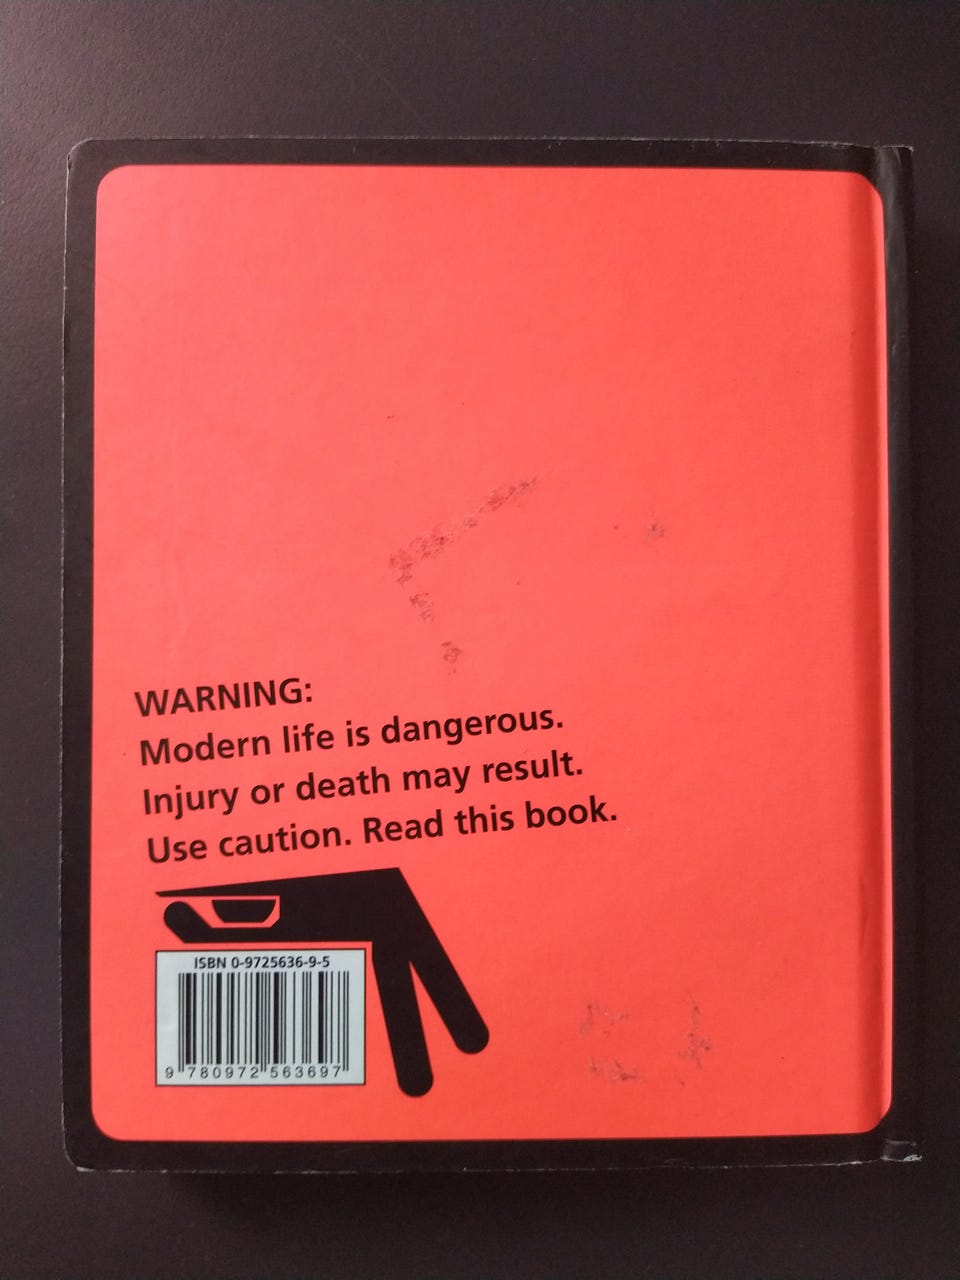 WARNING:
Modern life is dangerous.
Injury or death may result.
Use caution. Read this book.
ISBN 0-9725636-9-5
9 780972 563697